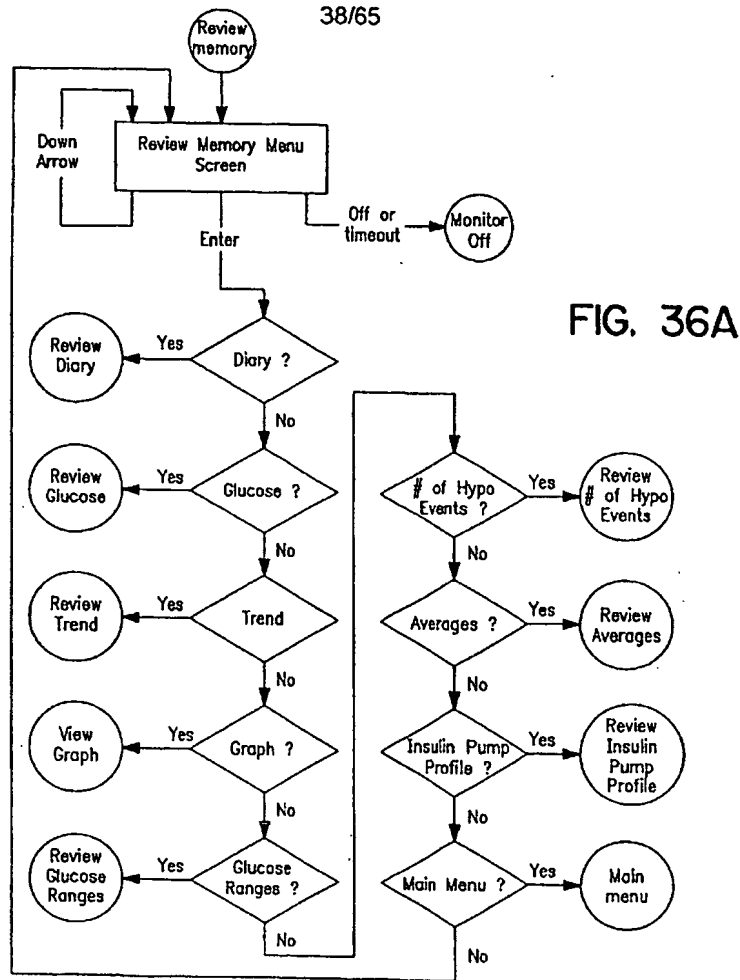 38/65
Review
memory
Down
Arrow
Review Memory Menu
Screen
Off or
timeout
Monitor
Off
Enter
FIG. 36A
Review
Diary
Yes
Diary ?
No
Review
Glucose
Yes
Glucose ?
No
Review
Trend
Yes
Trend
No
View
Graph
Yes
Graph ?
No
Review
Glucose
Ranges
Yes
Glucose
Ranges ?
No
# of Hypo
Events ?
Yes
Review
# of Hypo
Events
No
Averages ?
Yes
Review
Averages
No
Insulin Pump
Profile ?
Yes
Review
Insulin
Pump
Profile
No
Main Menu ?
Yes
Main
menu
No